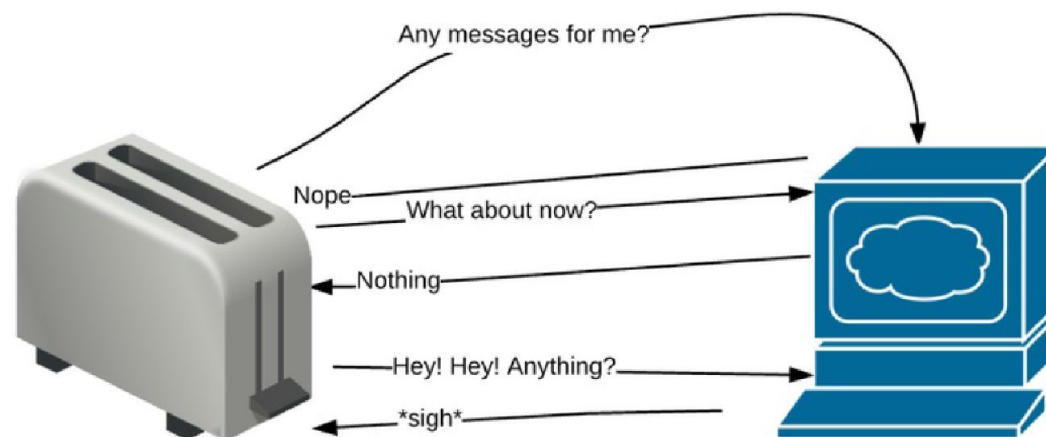 Any messages for me?
Nope
What about now?
Nothing
Hey! Hey! Anything?
*sigh*